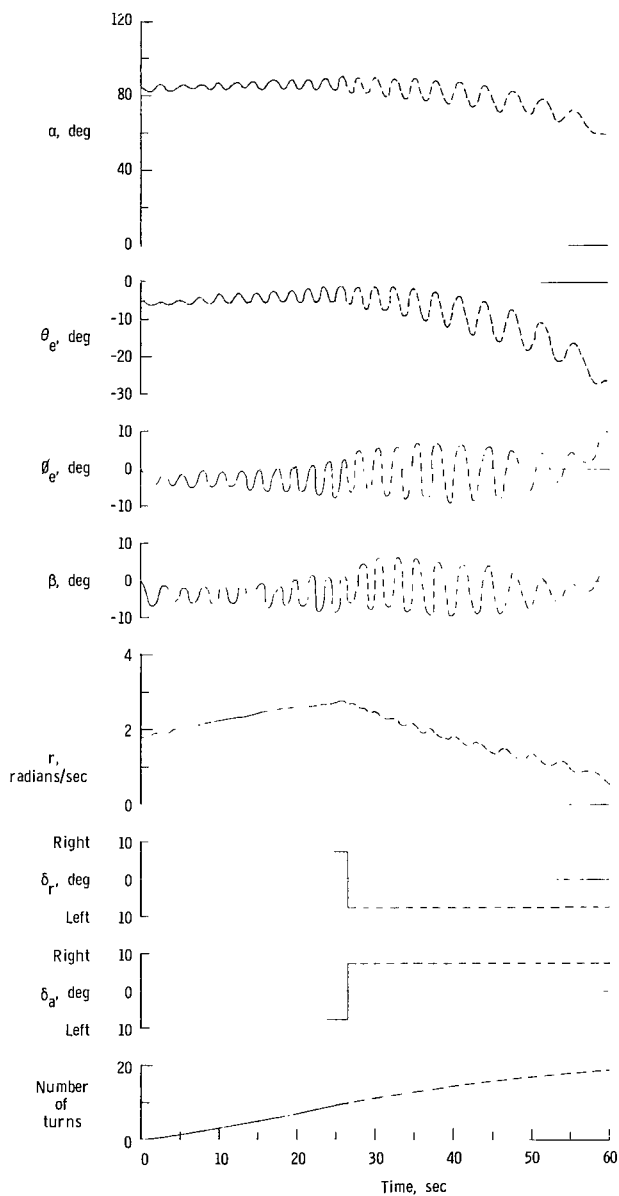 120
80
α, deg
40
0
0
-10
θe, deg
-20
-30
10
Øe, deg
0
-10
10
β, deg
0
-10
4
2
r,
radians/sec
0
Right 10
δr, deg 0
Left 10
Right 10
δa, deg 0
Left 10
20
Number
of
turns
0
0 10 20 30 40 50 60
Time, sec